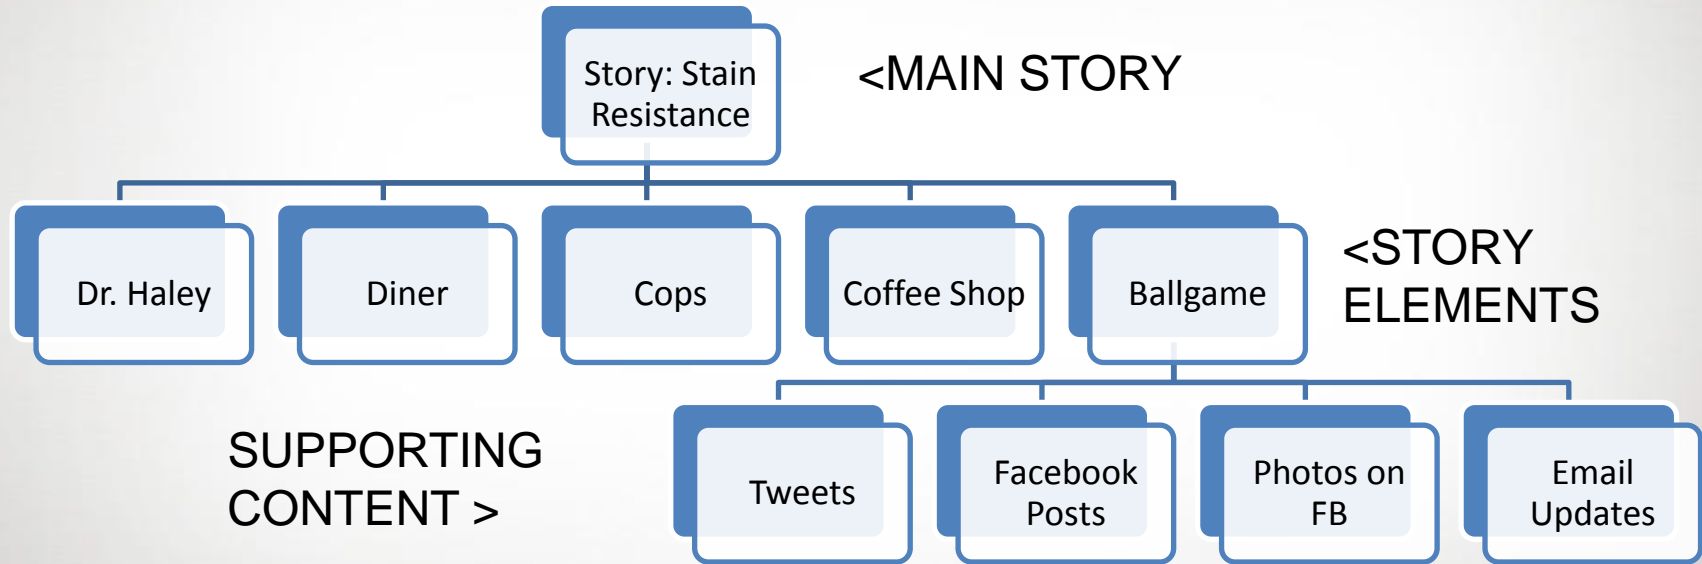 Story: Stain
Resistance
<MAIN STORY
Dr. Haley
Diner
Cops
Coffee Shop
Ballgame
<STORY
ELEMENTS
SUPPORTING
CONTENT >
Tweets
Facebook
Posts
Photos on
FB
Email
Updates